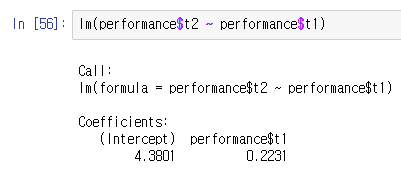 In [56]: lm(performance$t2 ~ performance$t1)
Call:
lm(formula = performance$t2 ~ performance$t1)
Coefficients:
(Intercept) performance$t1
4.3801 0.2231